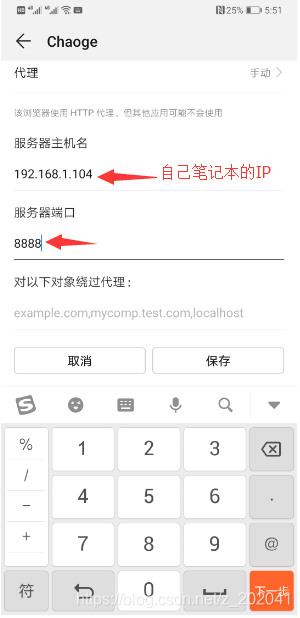 25% 5:51
Chaoge
代理 手动
该浏览器使用 HTTP 代理，但其他应用可能不会使用
服务器主机名
192.168.1.104 自己笔记本的IP
服务器端口
8888
对以下对象绕过代理：
example.com,mycomp.test.com,localhost
取消 保存
% 1 2 3
/ 4 5 6 .
- 7 8 9 @
+
符 0 下一步
https://blog.csdn.net/z_202041